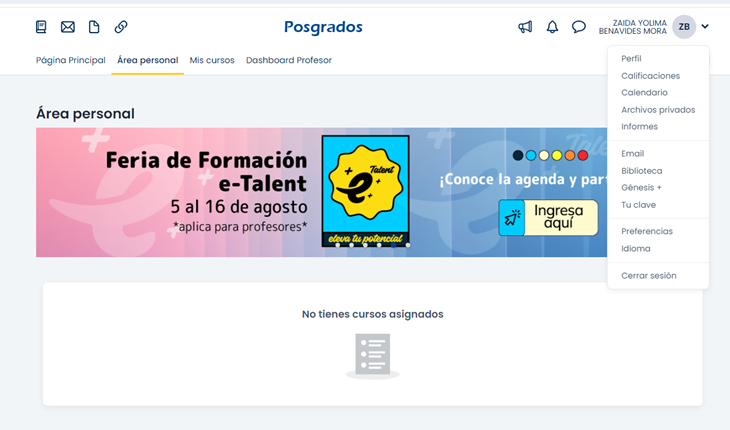 Posgrados
ZAIDA YOLIMA
BENAVIDES MORA
ZB
Página Principal
Área personal
Mis cursos
Dashboard Profesor
Perfil
Calificaciones
Calendario
Archivos privados
Informes
Email
Biblioteca
Génesis +
Tu clave
Preferencias
Idioma
Cerrar sesión
Área personal
Feria de Formación
e-Talent
5 al 16 de agosto
*aplica para profesores*
e Talent
eleva tu potencial
¡Conoce la agenda y part
Ingresa
aquí
No tienes cursos asignados